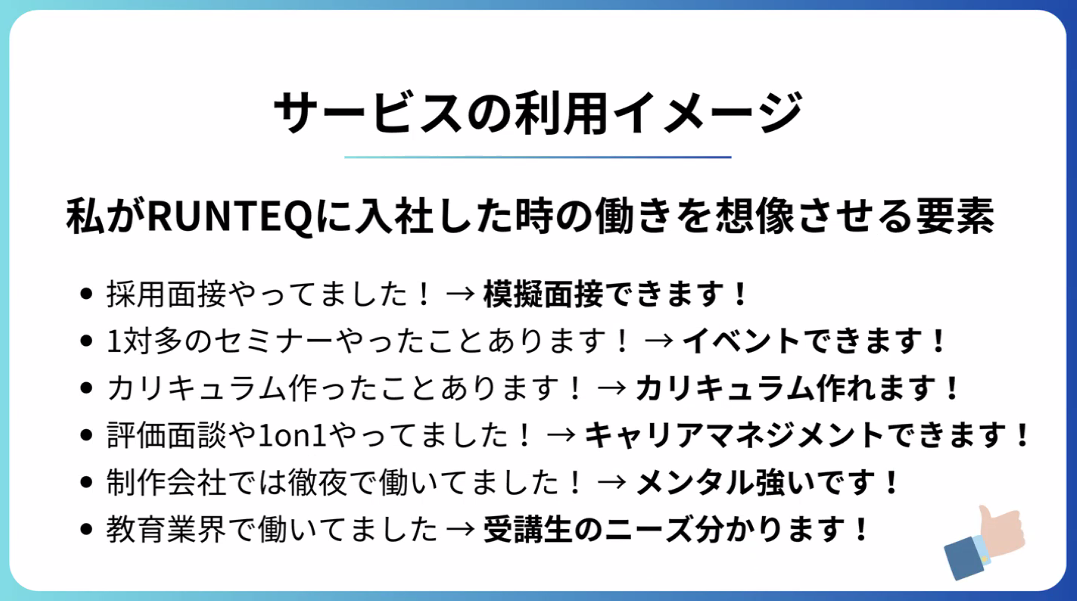 サービスの利用イメージ
私がRUNTEQに入社した時の働きを想像させる要素
• 採用面接やってました！ → 模擬面接できます！
• 1対多のセミナーやったことあります！ → イベントできます！
• カリキュラム作ったことあります！ → カリキュラム作れます！
• 評価面談や1on1やってました！ → キャリアマネジメントできます！
• 制作会社では徹夜で働いてました！ → メンタル強いです！
• 教育業界で働いてました → 受講生のニーズ分かります！